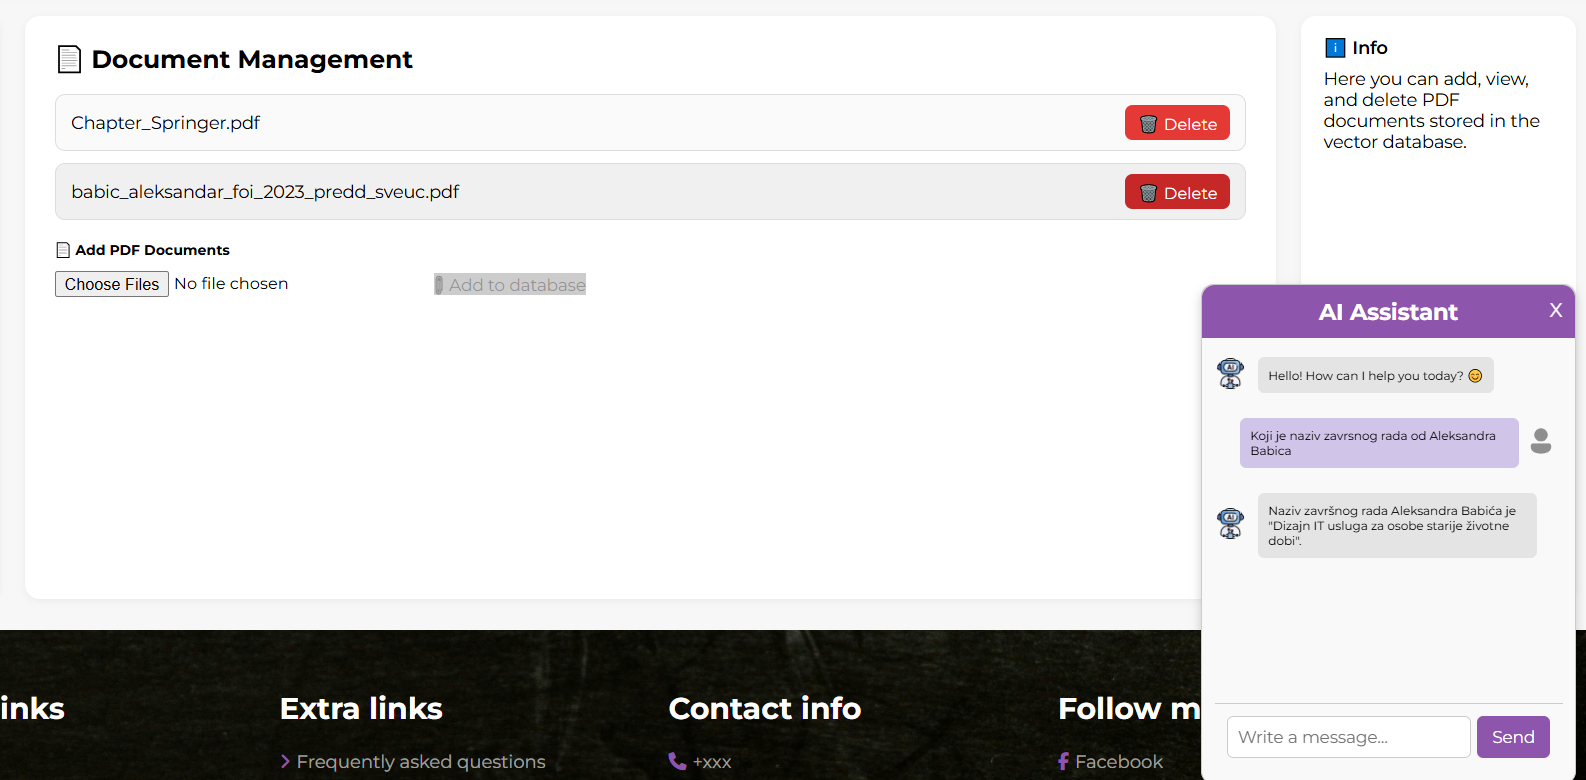 Document Management
Chapter_Springer.pdf
Delete
babic_aleksandar_foi_2023_predd_sveuc.pdf
Delete
Add PDF Documents
Choose Files No file chosen
Add to database
Info
Here you can add, view,
and delete PDF
documents stored in the
vector database.
AI Assistant
X
Hello! How can I help you today? 😊
Koji je naziv zavrsnog rada od Aleksandra
Babica
Naziv završnog rada Aleksandra Babića je
"Dizajn IT usluga za osobe starije životne
dobi".
Write a message...
Send
inks
Extra links
Frequently asked questions
Contact info
+xxx
Follow m
Facebook